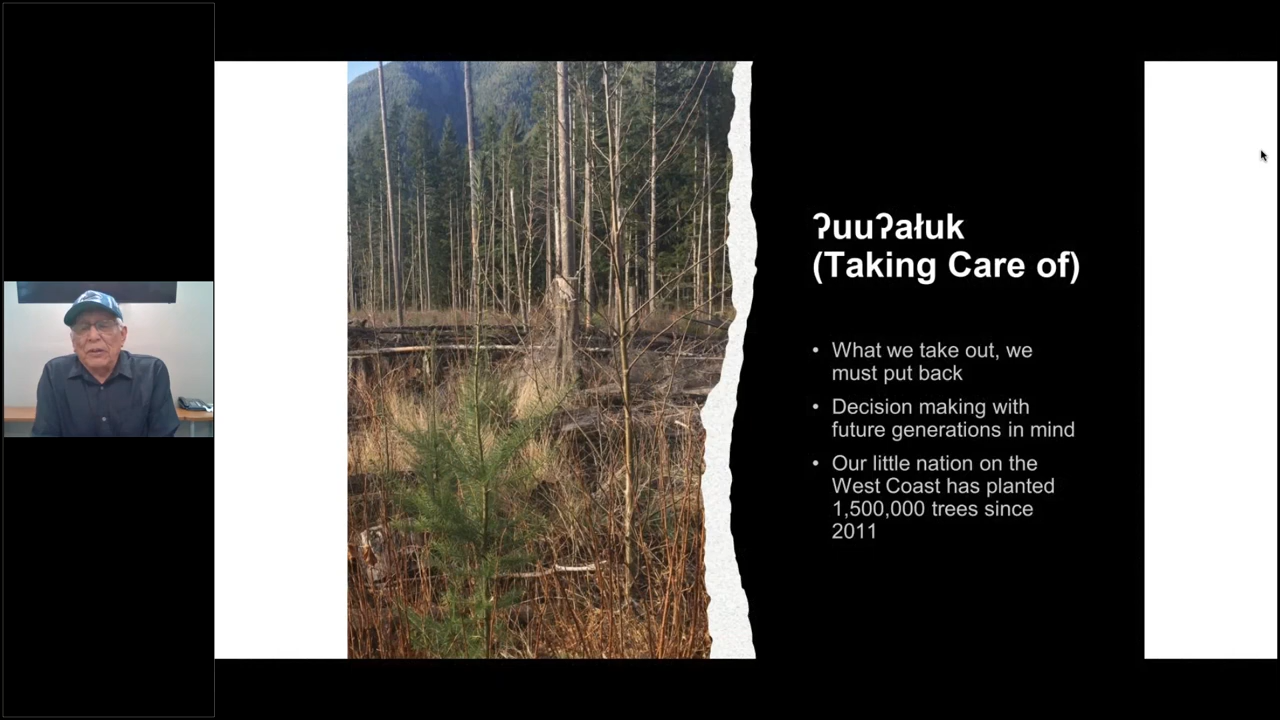 ʔuuʔałuk
(Taking Care of)
• What we take out, we
must put back
• Decision making with
future generations in mind
• Our little nation on the
West Coast has planted
1,500,000 trees since
2011